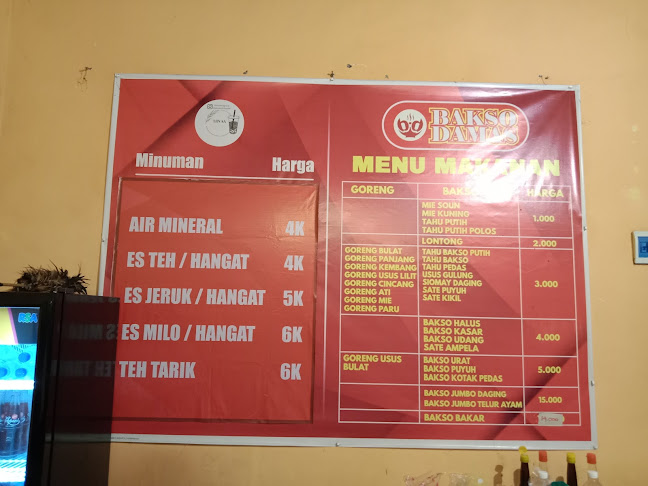 Minuman Harga
AIR MINERAL 4K
ES TEH / HANGAT 4K
ES JERUK / HANGAT 5K
ES MILO / HANGAT 6K
TEH TARIK 6K
BAKSO
DAMAS
MENU MAKANAN
GORENG HARGA
MIE SOUN
MIE KUNING
TAHU PUTIH
TAHU PUTIH POLOS
1.000
LONTONG 2.000
GORENG BULAT
GORENG PANJANG
GORENG KEMBANG
GORENG USUS LILIT
GORENG CINCANG
GORENG ATI
GORENG MIE
GORENG PARU
TAHU BAKSO PUTIH
TAHU BAKSO
TAHU PEDAS
USUS GULUNG
SIOMAY DAGING
SATE PUYUH
SATE KIKIL
3.000
BAKSO HALUS
BAKSO KASAR
BAKSO UDANG
SATE AMPELA
4.000
GORENG USUS
BULAT
BAKSO URAT
BAKSO PUYUH
BAKSO KOTAK PEDAS
5.000
BAKSO JUMBO DAGING
BAKSO JUMBO TELUR AYAM
15.000
BAKSO BAKAR